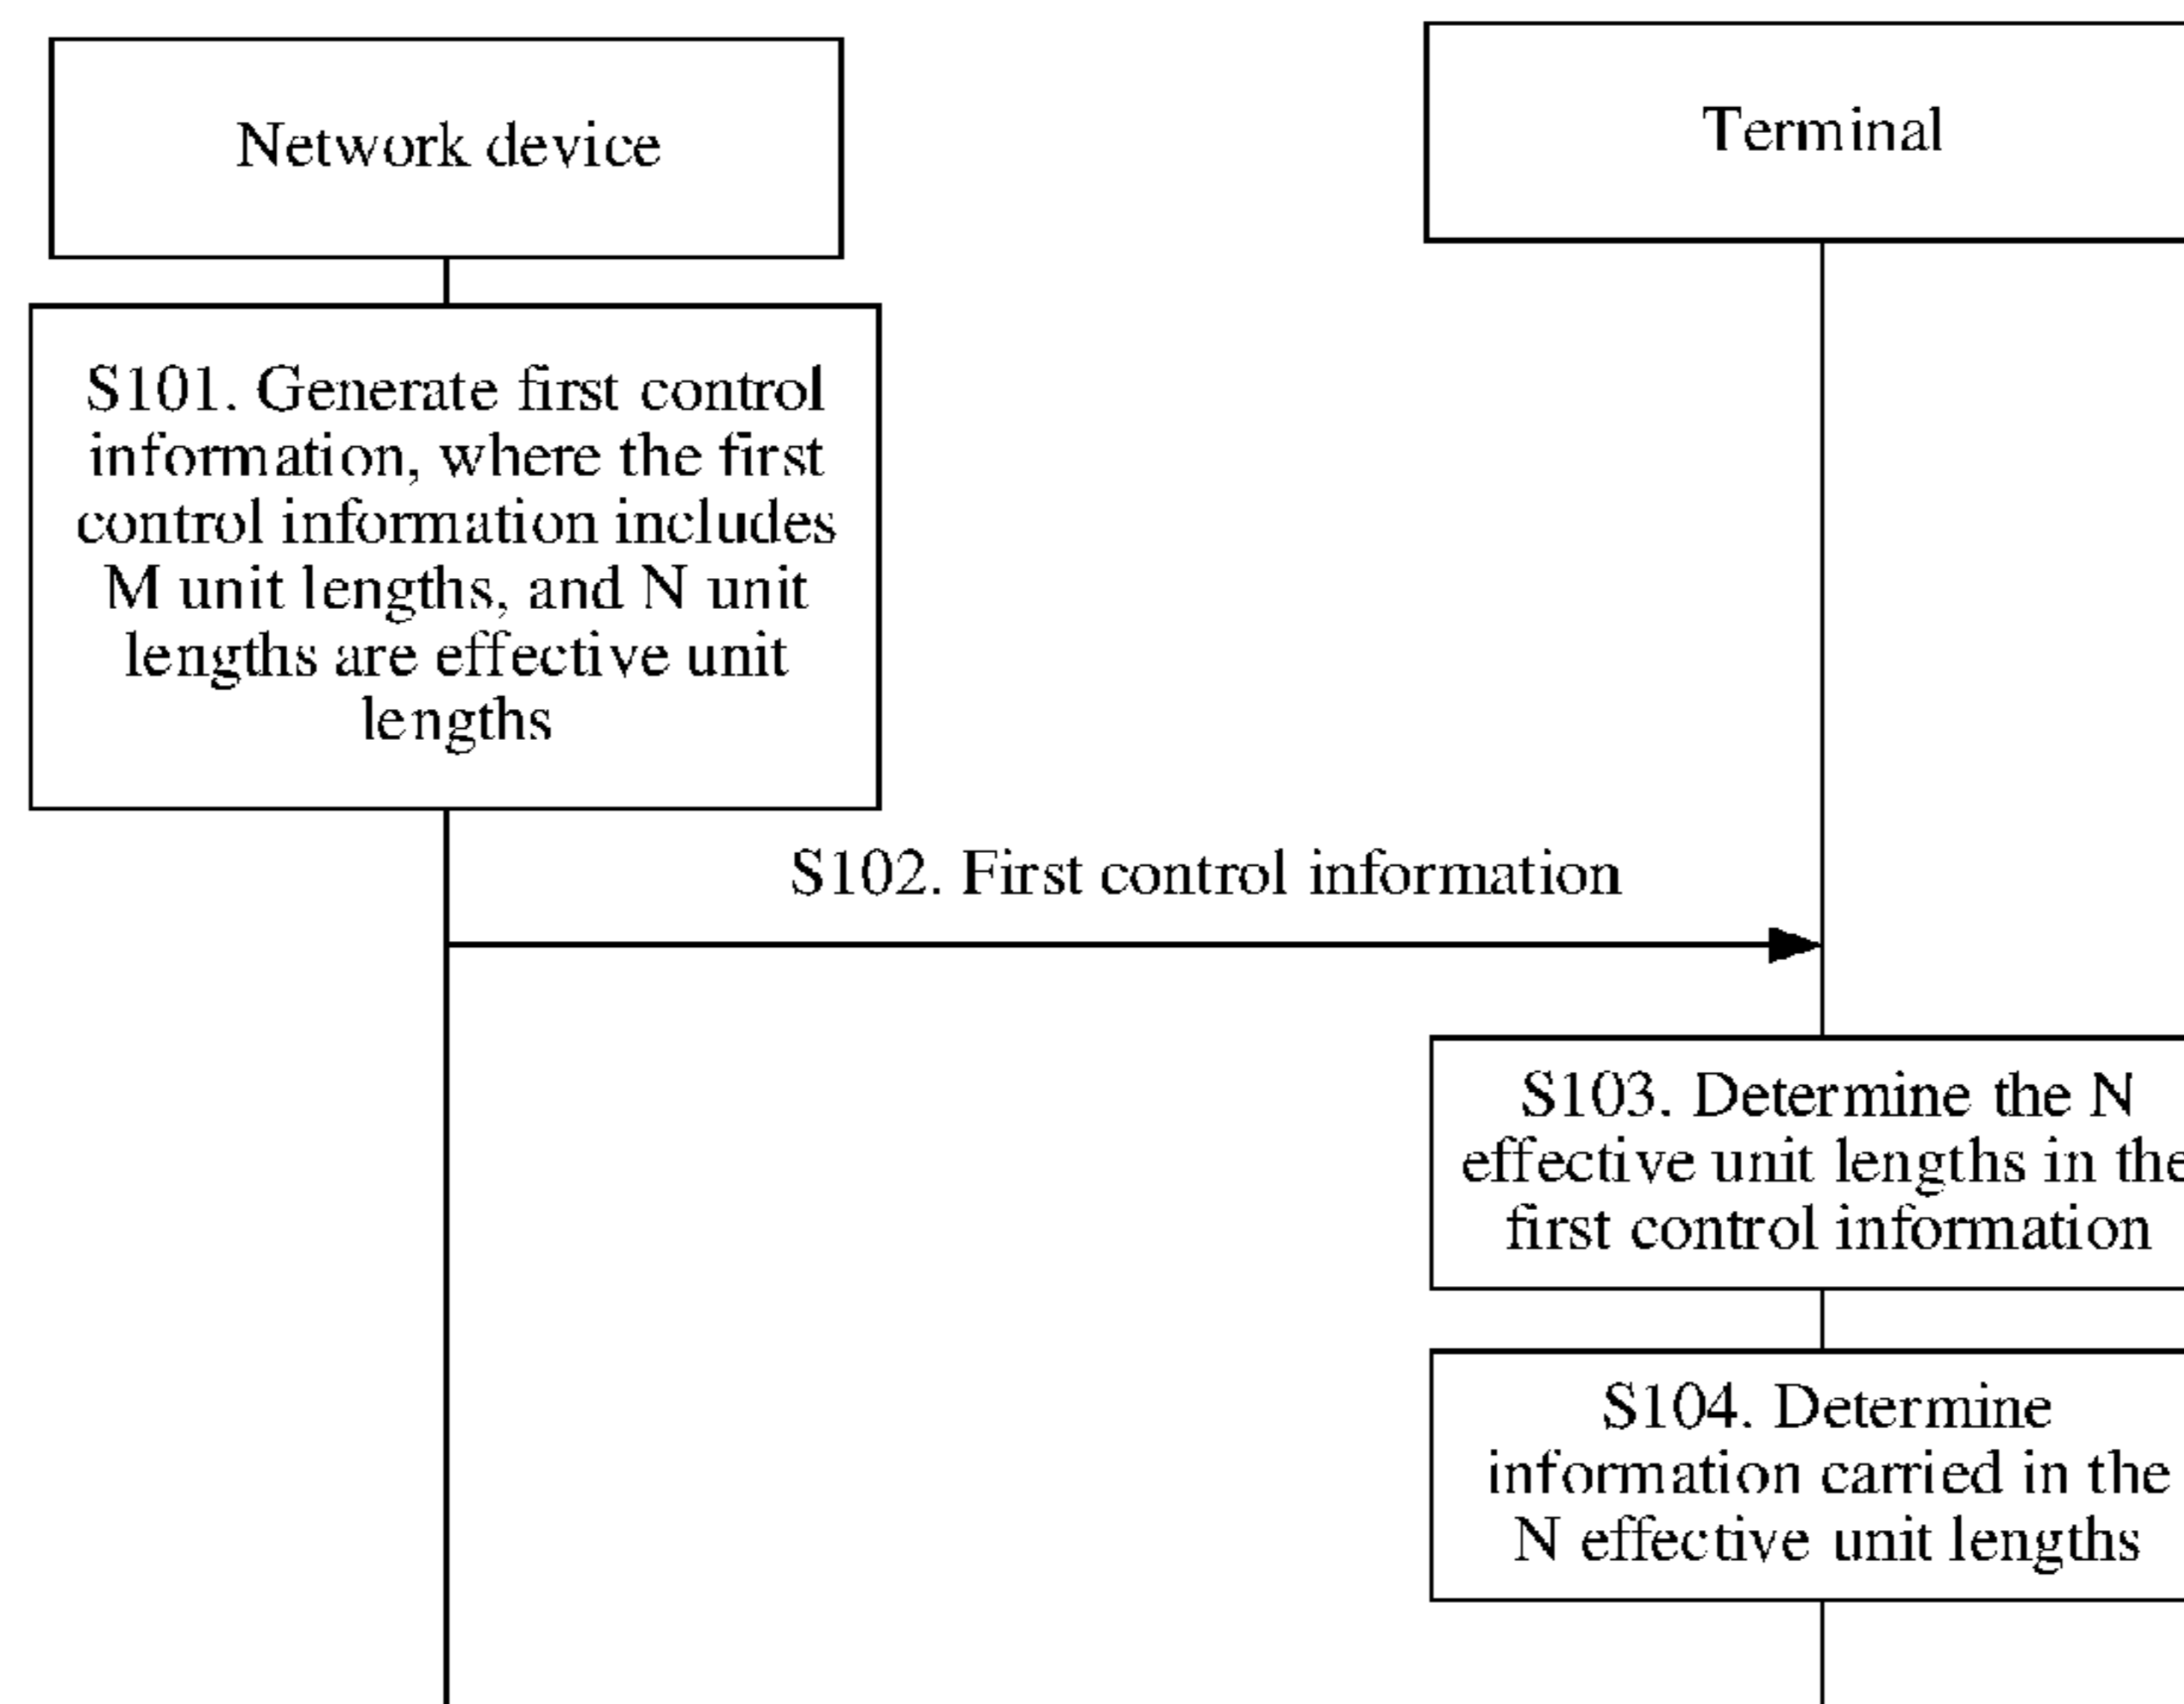 Network device
Terminal
S101. Generate first control
information, where the first
control information includes
M unit lengths, and N unit
lengths are effective unit
lengths
S102. First control information
S103. Determine the N
effective unit lengths in the
first control information
S104. Determine
information carried in the
N effective unit lengths